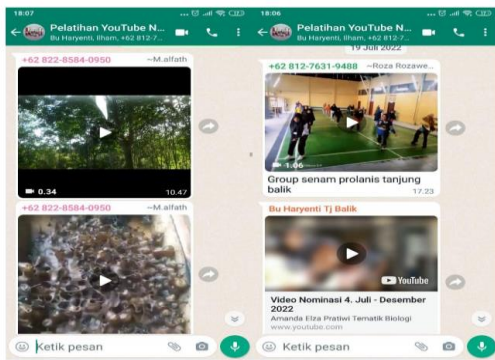 18:07
Pelatihan YouTube N...
Bu Haryenti, Ilham, +62 812-7...
+62 822-8584-0950 ~M.alfath
0.34
10.47
+62 822-8584-0950 ~M.alfath
Ketik pesan
18:06
Pelatihan YouTube N...
Bu Haryenti, Ilham, +62 812-7...
19 Juli 2022
+62 812-7631-9488 ~Roza Rozawe...
1.06
Group senam prolanis tanjung
balik
17.23
Bu Haryenti Tj Balik
YouTube
Video Nominasi 4. Juli - Desember
2022
Amanda Elza Pratiwi Tematik Biologi
www.youtube.com
Ketik pesan